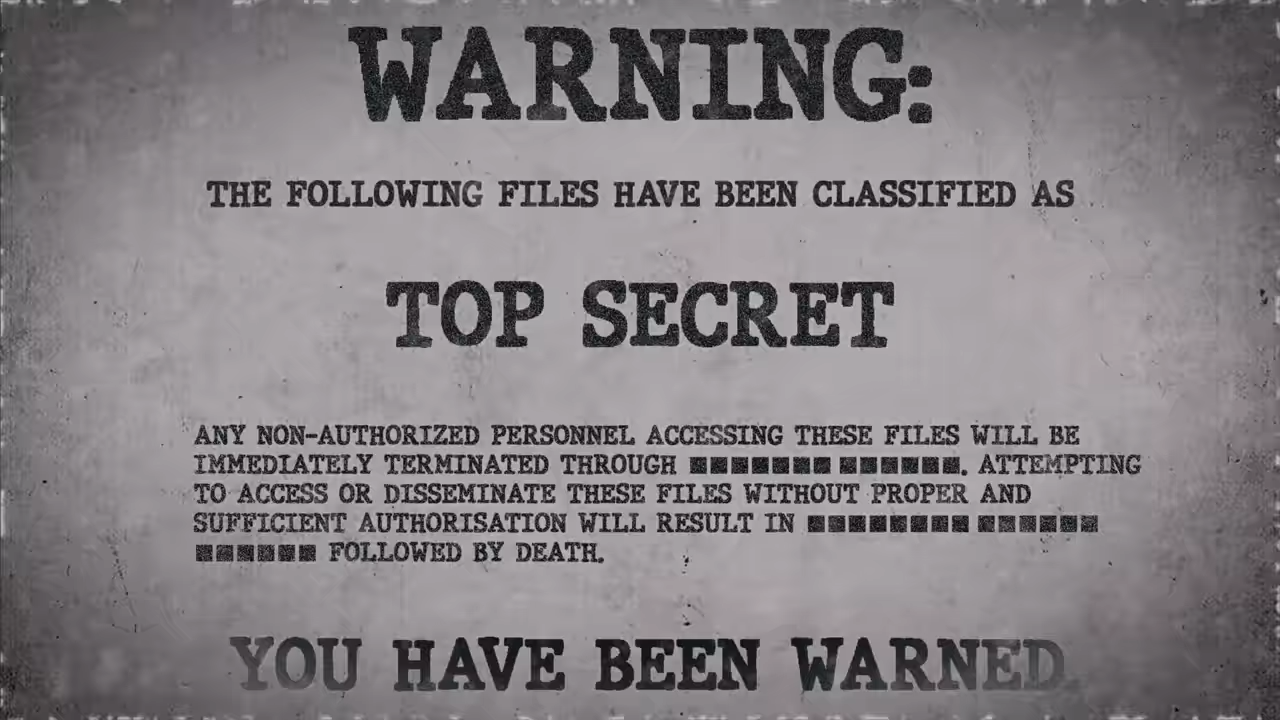 WARNING:
THE FOLLOWING FILES HAVE BEEN CLASSIFIED AS
TOP SECRET
ANY NON-AUTHORIZED PERSONNEL ACCESSING THESE FILES WILL BE
IMMEDIATELY TERMINATED THROUGH ■■■■■■■ ■■■■■■. ATTEMPTING
TO ACCESS OR DISSEMINATE THESE FILES WITHOUT PROPER AND
SUFFICIENT AUTHORISATION WILL RESULT IN ■■■■■■■■ ■■■■■■
■■■■■■ FOLLOWED BY DEATH.
YOU HAVE BEEN WARNED.